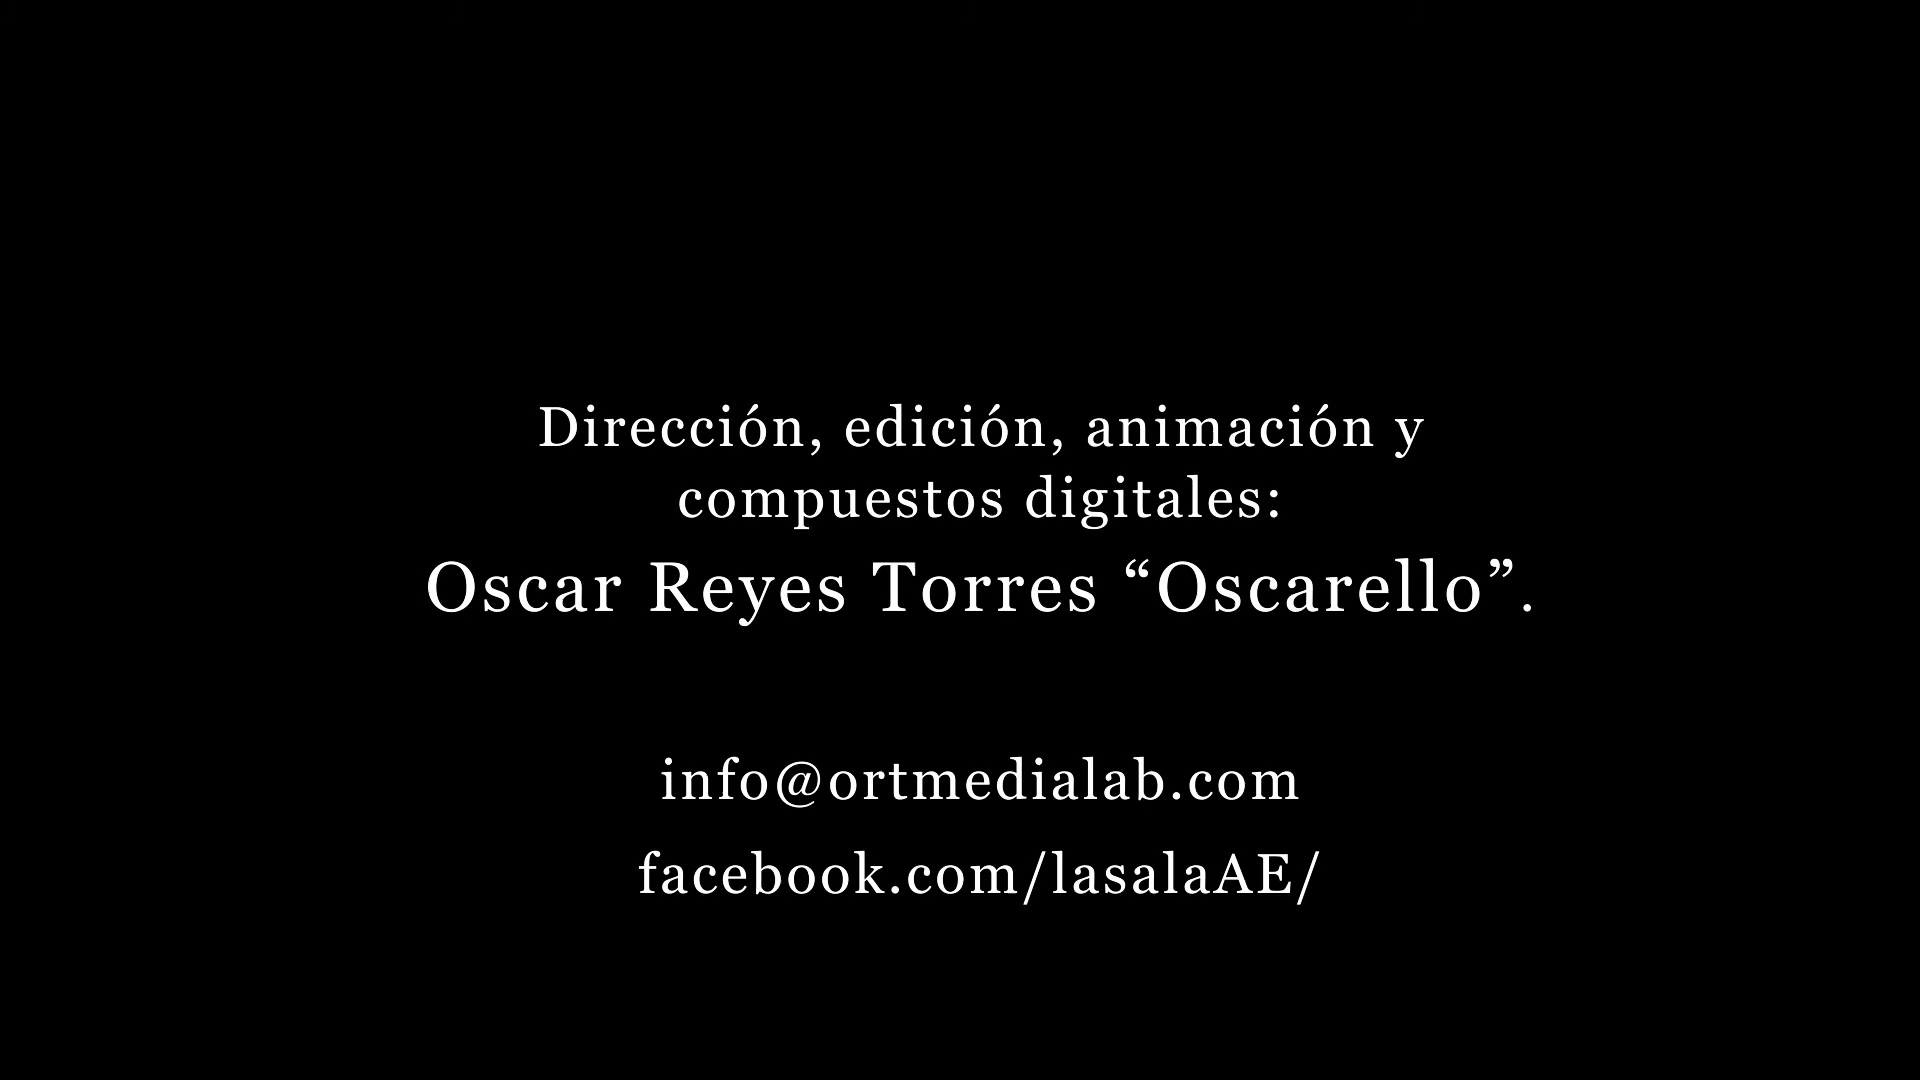 Dirección, edición, animación y
compuestos digitales:
Oscar Reyes Torres “Oscarello”.
info@ortmedialab.com
facebook.com/lasalaAE/